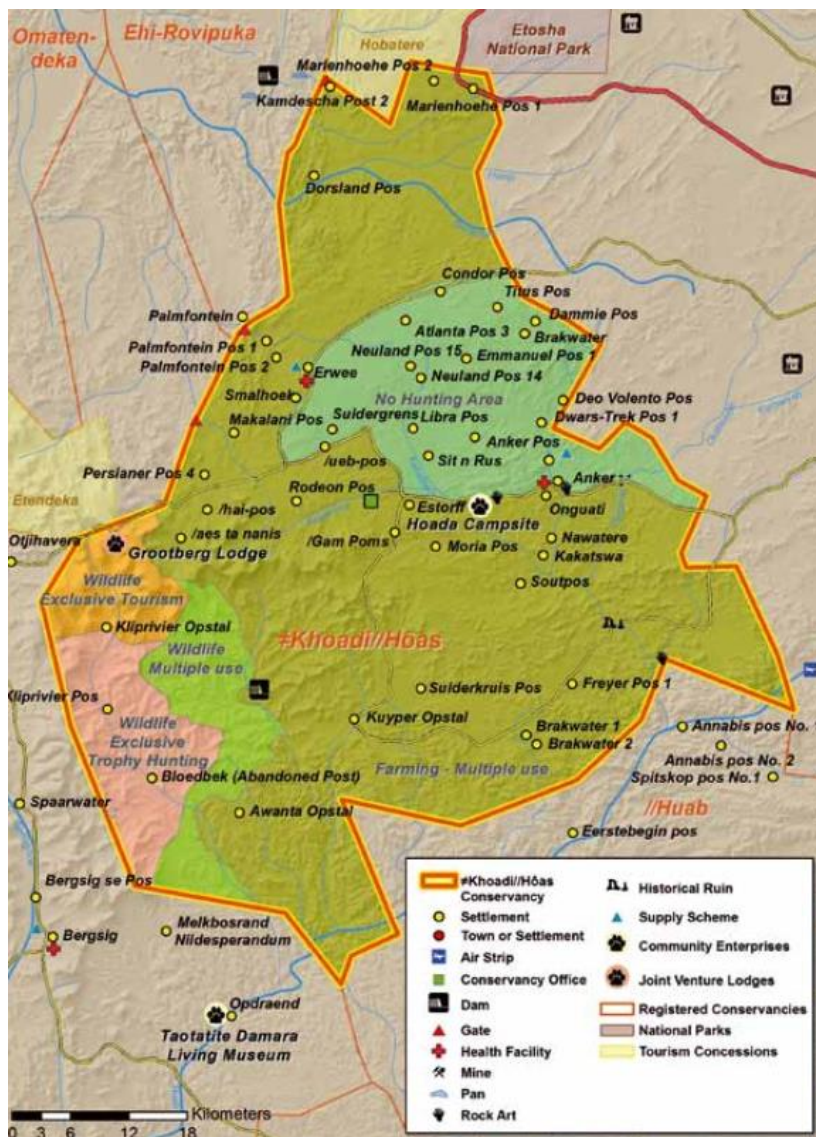 Omaten-
deka
Ehi-Rovipuka
Hobatere
Etosha
National Park
Marienhoehe Pos 2
Kamdescha Post 2
Marienhoehe Pos 1
Dorsland Pos
Condor Pos
Titus Pos
Palmfontein
Dammie Pos
Atlanta Pos 3
Brakwater
Palmfontein Pos 1
Neuland Pos 15
Emmanuel Pos 1
Palmfontein Pos 2
Erwee
Neuland Pos 14
Smalhoek
No Hunting Area
Deo Volento Pos
Makalani Pos
Suidergrens
Libra Pos
Dwars-Trek Pos 1
Anker Pos
/ueb-pos
Sit n Rus
Persianer Pos 4
Anker
Etendeka
Rodeon Pos
/hai-pos
Estorff
Onguati
Hoada Campsite
Otjihavera
/aes ta nanis
/Gam Poms
Nawatere
Grootberg Lodge
Moria Pos
Kakatswa
Wildlife
Exclusive Tourism
Soutpos
Kliprivier Opstal
≠Khoadi//Hôas
Wildlife
Multiple use
Kliprivier Pos
Suiderkruis Pos
Freyer Pos 1
Wildlife
Exclusive
Trophy Hunting
Kuyper Opstal
Annabis pos No. 1
Brakwater 1
Brakwater 2
Annabis pos No. 2
Bloedbek (Abandoned Post)
Farming - Multiple use
Spitskop pos No.1
Spaarwater
Awanta Opstal
//Huab
Eerstebegin pos
Bergsig se Pos
Melkbosrand
Nildesperandum
Bergsig
Opdraend
Taotatite Damara
Living Museum
Kilometers
0 3 6 12 18
≠Khoadi//Hôas
Conservancy
Settlement
Town or Settlement
Air Strip
Conservancy Office
Dam
Gate
Health Facility
Mine
Pan
Rock Art
Historical Ruin
Supply Scheme
Community Enterprises
Joint Venture Lodges
Registered Conservancies
National Parks
Tourism Concessions